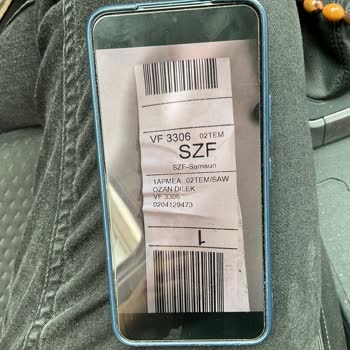 VF 3306 02TEM
SZF
SZF-Samsun
1APMEA 02TEM/SAW
OZAN DILEK
VF 3306
0204129473
1